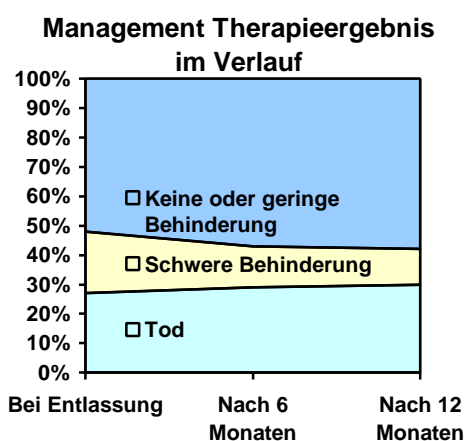 Management Therapieergebnis
im Verlauf
100%
90%
80%
70%
60%
50%
40%
30%
20%
10%
0%
Keine oder geringe
Behinderung
Schwere Behinderung
Tod
Bei Entlassung
Nach 6
Monaten
Nach 12
Monaten